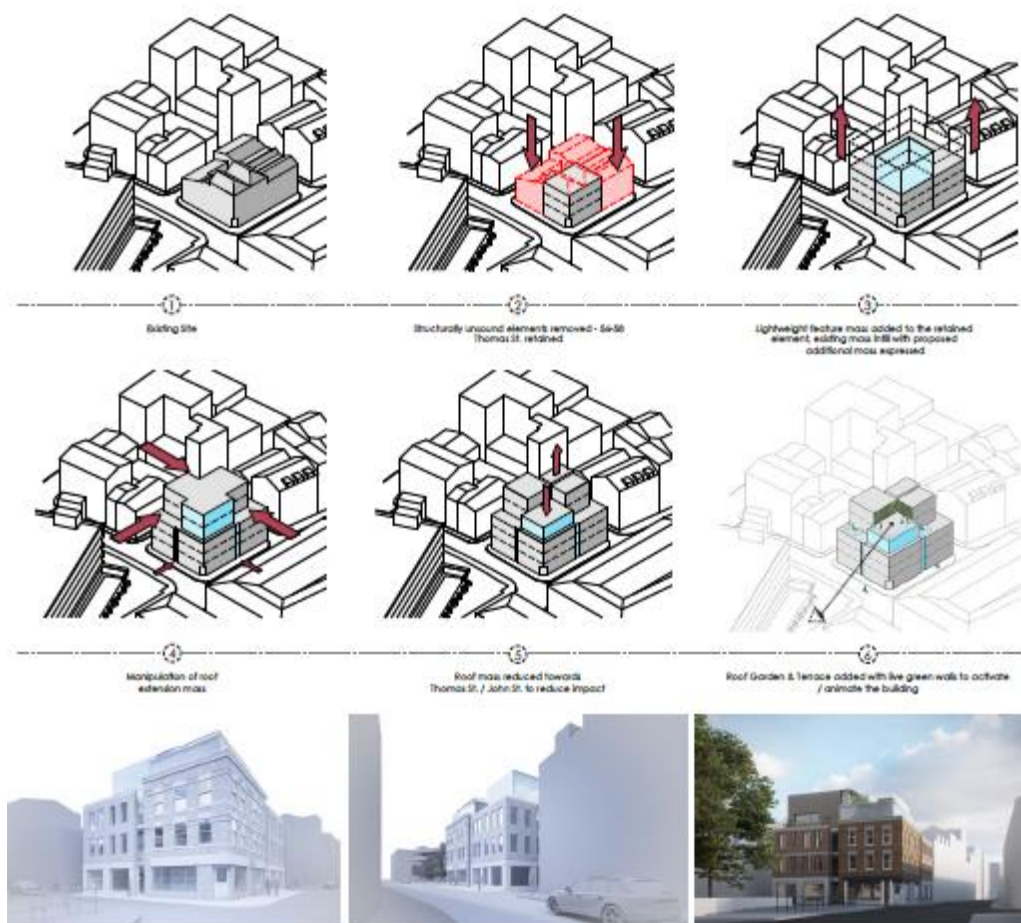 1
2
3
Existing Site
Structurally unsound elements removed - 56-58
Thomas St. retained
Lightweight feature mass added to the retained
element, existing mass infill with proposed
additional mass expressed
4
5
6
Manipulation of roof
extension mass
Roof mass reduced towards
Thomas St. / John St. to reduce impact
Roof Garden & Terrace added with live green walls to activate
/ animate the building